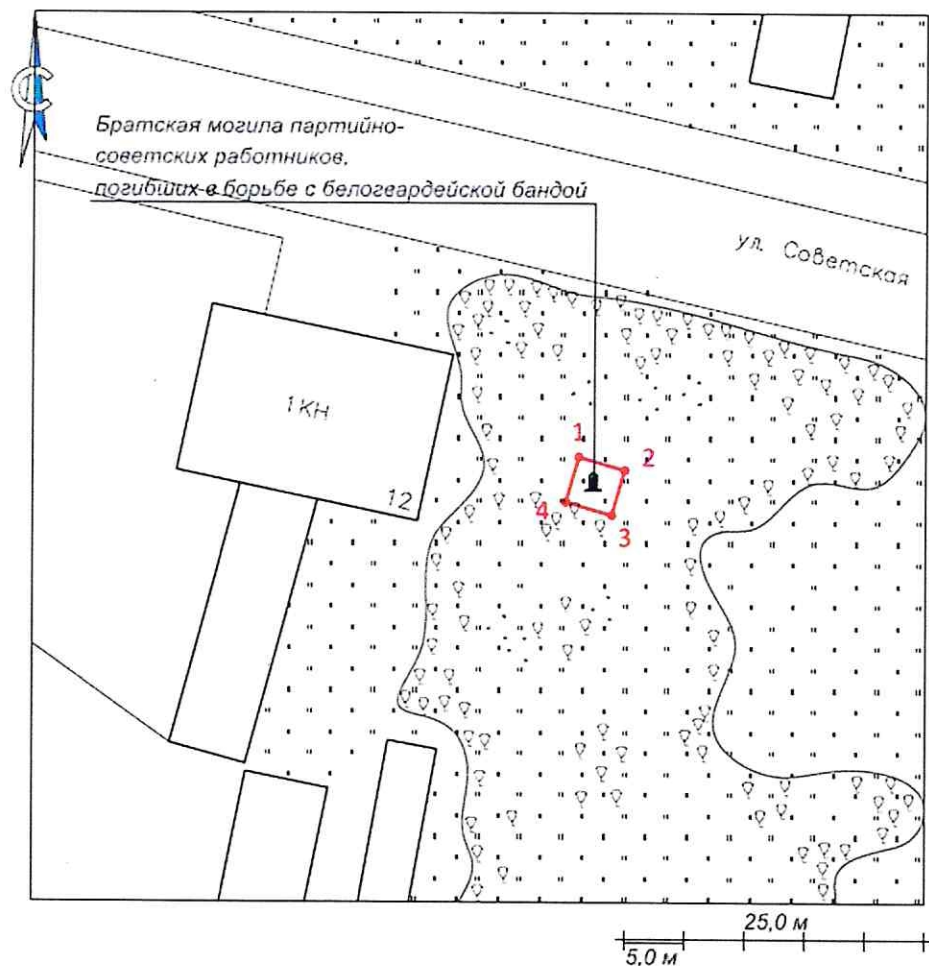 С
Братская могила партийно-
советских работников,
погибших в борьбе с белогвардейской бандой
ул. Советская
1КН
12
1
2
4
3
25,0 м
5,0 м